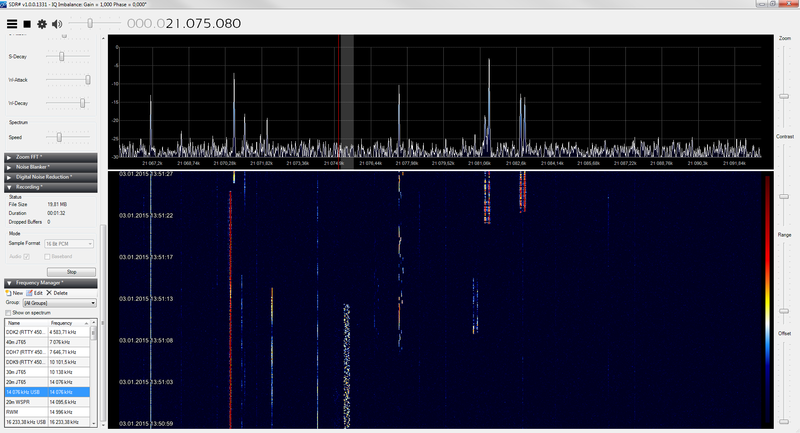 SDR# v1.0.0.1331 - IQ Imbalance: Gain = 1,000 Phase = 0,000°
000.021.075.080
S-Decay
W-Attack
W-Decay
Spectrum
Speed
Zoom FFT *
Noise Blanker *
Digital Noise Reduction *
Recording *
Status
File Size 19,81 MB
Duration 00:01:32
Dropped Buffers 0
Mode
Sample Format 16 Bit PCM
Audio Baseband
Stop
Frequency Manager *
New Edit Delete
Group: [All Groups]
Show on spectrum
Name Frequency
DDK2 (RTTY 450... 4 583,71 kHz
40m JT65 7 076 kHz
DDH7 (RTTY 450... 7 646,71 kHz
DDK9 (RTTY 450... 10 101,5 kHz
30m JT65 10 138 kHz
20m JT65 14 076 kHz
14 076 kHz USB 14 076 kHz
20m WSPR 14 095,6 kHz
RWM 14 996 kHz
16 233,38 kHz USB 16 233,38 kHz
0
-5
-10
-15
-20
-25
-30
21 067,2k 21 068,74k 21 070,28k 21 071,82k 21 076,44k 21 077,98k 21 079,52k 21 082,6k 21 084,14k 21 085,68k 21 087,22k 21 088,76k 21 090,3k 21 091,84k
03.01.2015 13:51:27
03.01.2015 13:51:22
03.01.2015 13:51:17
03.01.2015 13:51:13
03.01.2015 13:51:08
03.01.2015 13:51:03
03.01.2015 13:50:59
Zoom
Contrast
Range
Offset